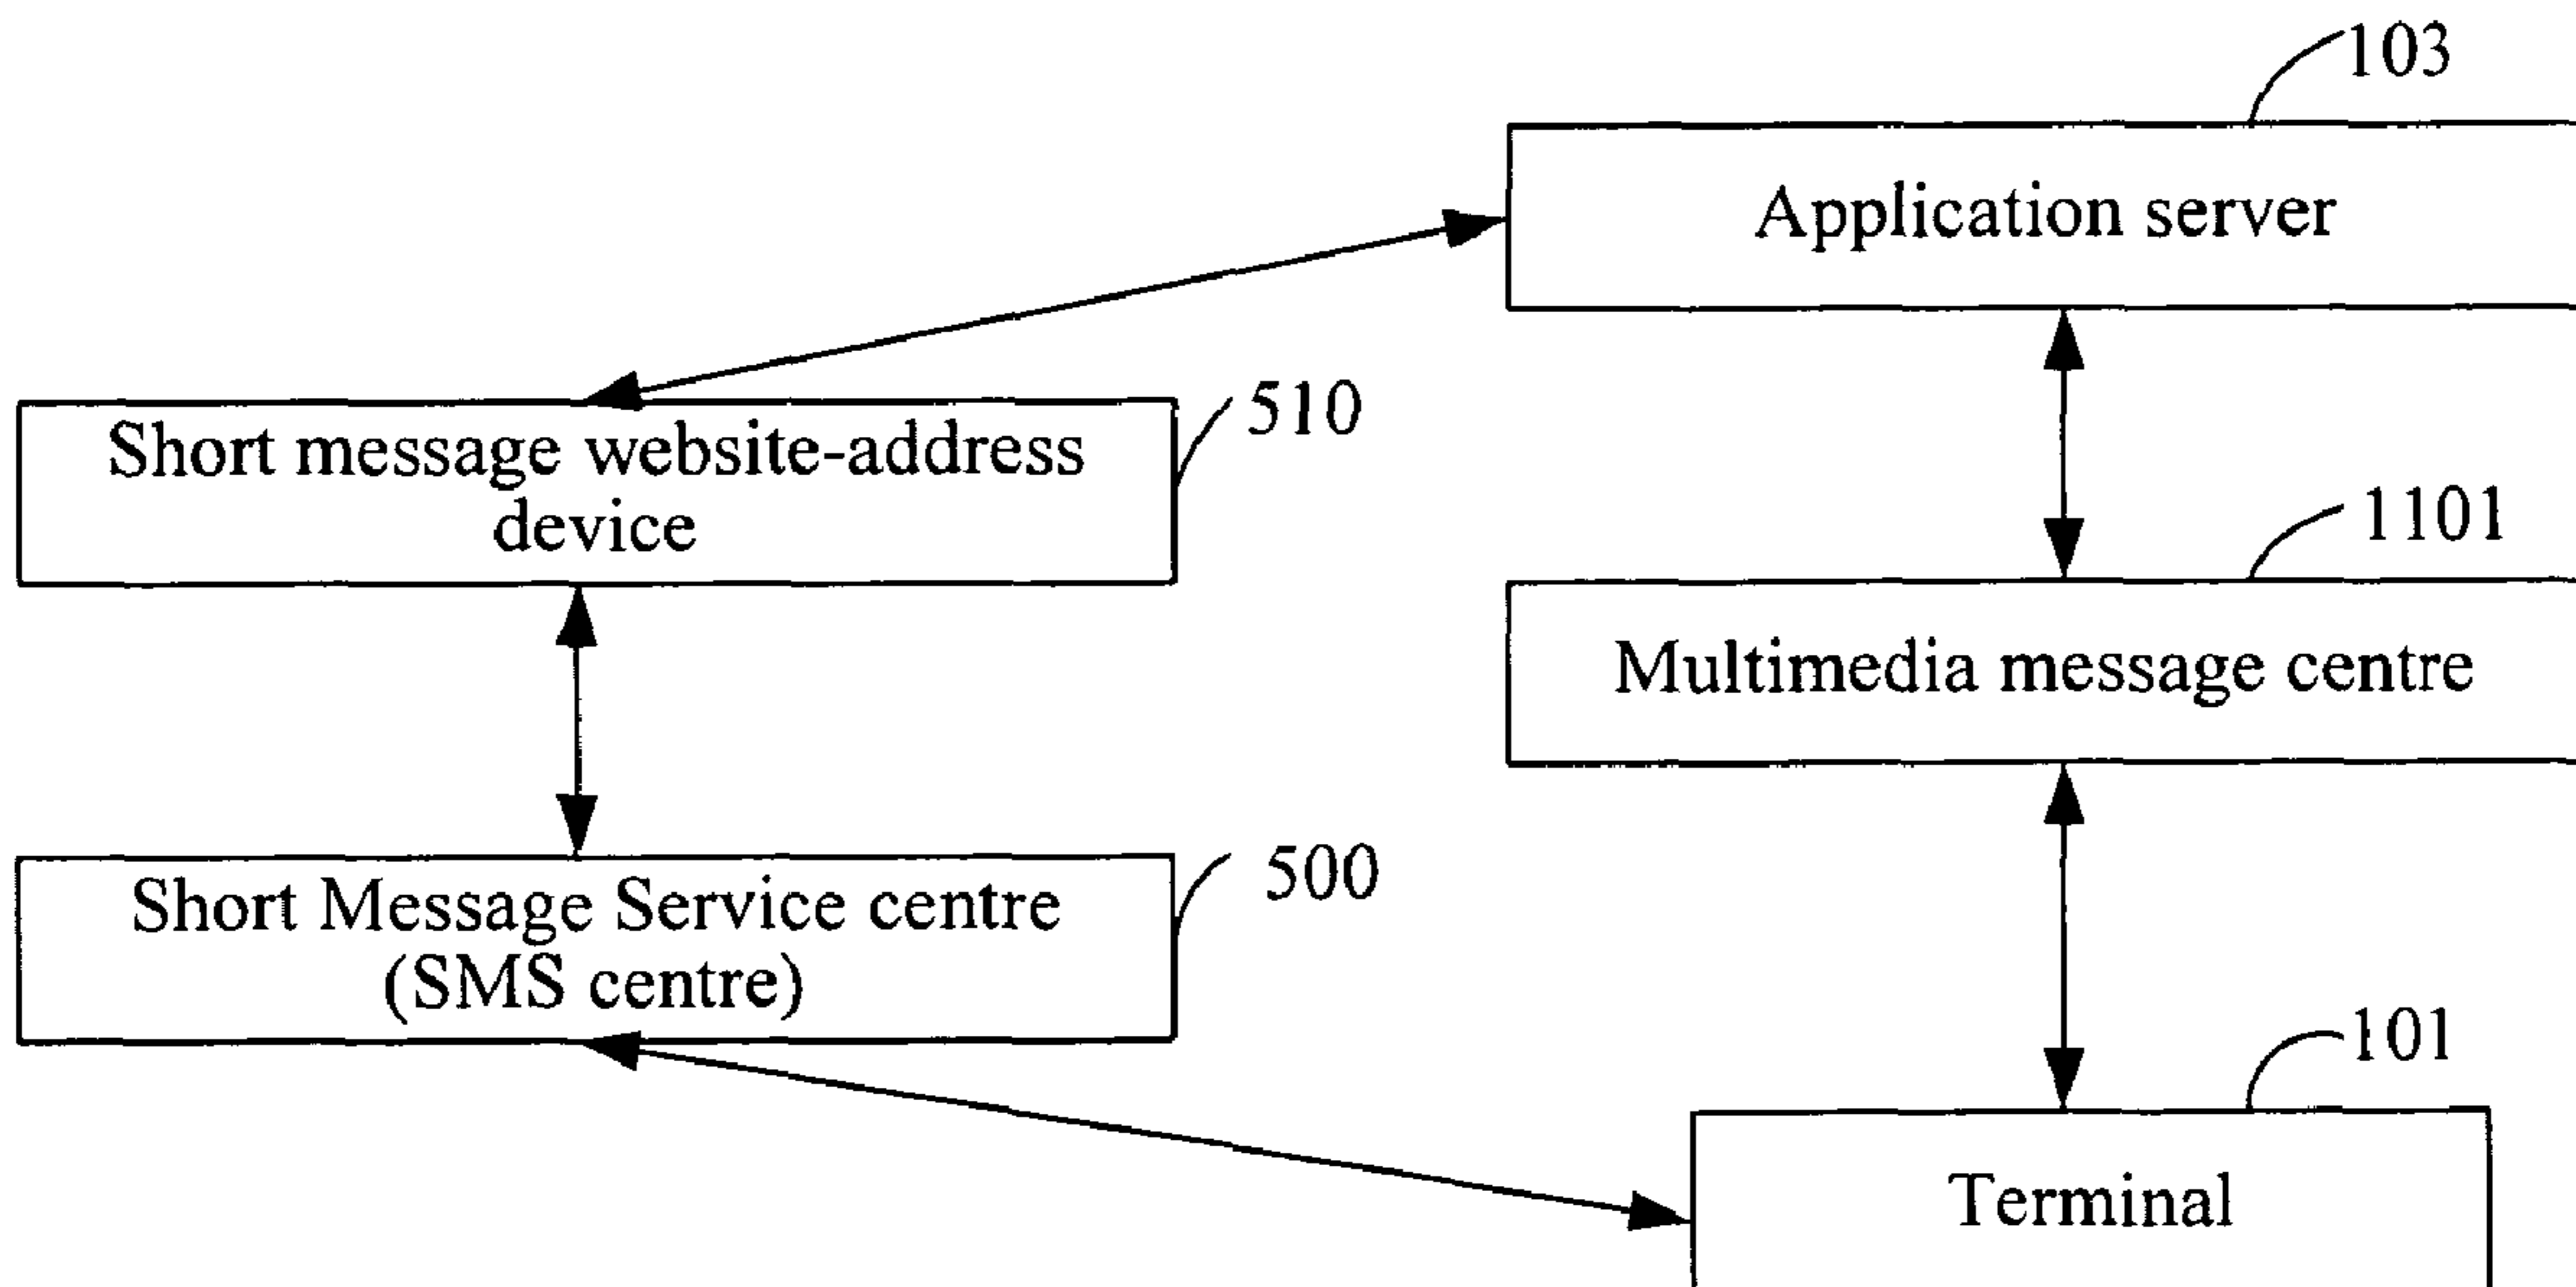 103
Application server
510
Short message website-address
device
1101
Multimedia message centre
500
Short Message Service centre
(SMS centre)
101
Terminal